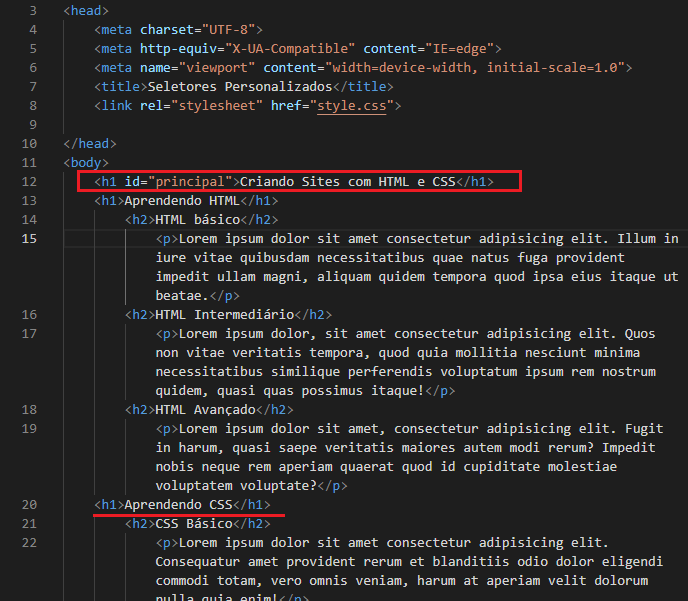 3 <head>
4 <meta charset="UTF-8">
5 <meta http-equiv="X-UA-Compatible" content="IE=edge">
6 <meta name="viewport" content="width=device-width, initial-scale=1.0">
7 <title>Seletores Personalizados</title>
8 <link rel="stylesheet" href="style.css">
9
10 </head>
11 <body>
12 <h1 id="principal">Criando Sites com HTML e CSS</h1>
13 <h1>Aprendendo HTML</h1>
14 <h2>HTML básico</h2>
15 <p>Lorem ipsum dolor sit amet consectetur adipisicing elit. Illum in
iure vitae quibusdam necessitatibus quae natus fuga provident
impedit ullam magni, aliquam quidem tempora quod ipsa eius itaque ut
beatae.</p>
16 <h2>HTML Intermediário</h2>
17 <p>Lorem ipsum dolor, sit amet consectetur adipisicing elit. Quos
non vitae veritatis tempora, quod quia mollitia nesciunt minima
necessitatibus similique perferendis voluptatum ipsum rem nostrum
quidem, quasi quas possimus itaque!</p>
18 <h2>HTML Avançado</h2>
19 <p>Lorem ipsum dolor sit amet, consectetur adipisicing elit. Fugit
in harum, quasi saepe veritatis maiores autem modi rerum? Impedit
nobis neque rem aperiam quaerat quod id cupiditate molestiae
voluptatem voluptate?</p>
20 <h1>Aprendendo CSS</h1>
21 <h2>CSS Básico</h2>
22 <p>Lorem ipsum dolor sit amet consectetur adipisicing elit.
Consequatur amet provident rerum et blanditiis odio dolor eligendi
commodi totam, vero omnis veniam, harum at aperiam velit dolorum
nulla quia enim!</p>